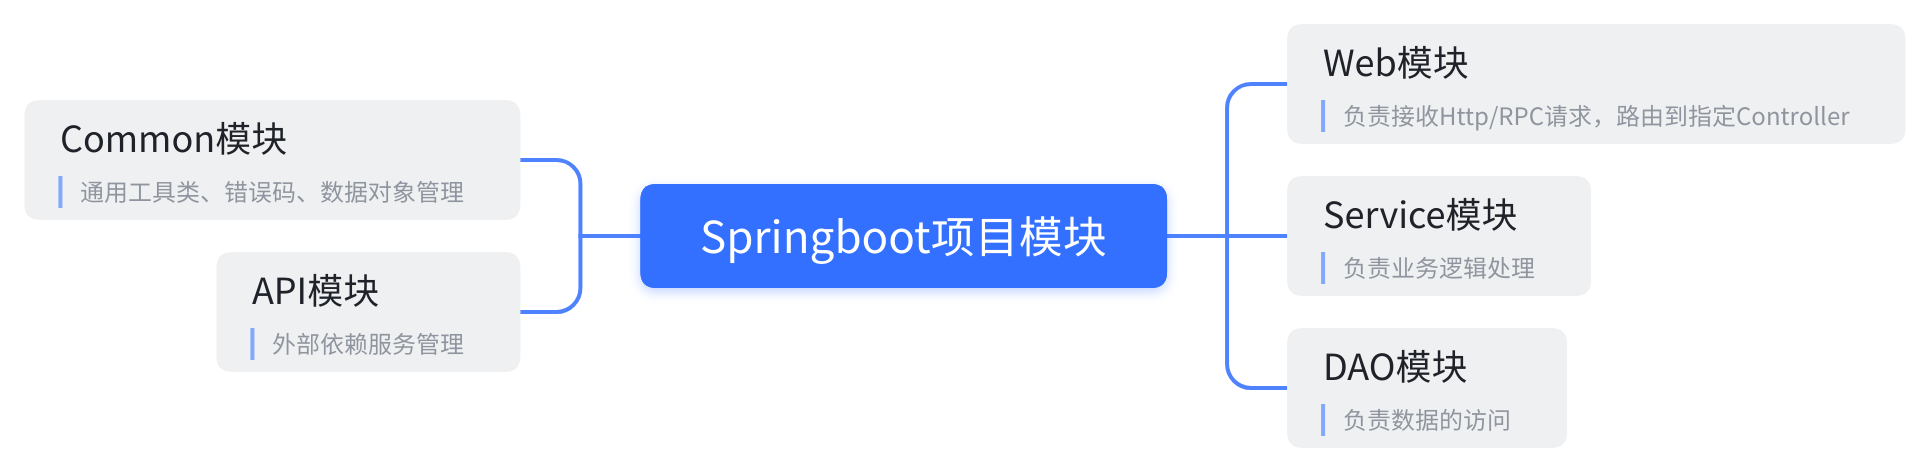 Springboot项目模块
Web模块
负责接收Http/RPC请求，路由到指定Controller
Service模块
负责业务逻辑处理
DAO模块
负责数据的访问
Common模块
通用工具类、错误码、数据对象管理
API模块
外部依赖服务管理